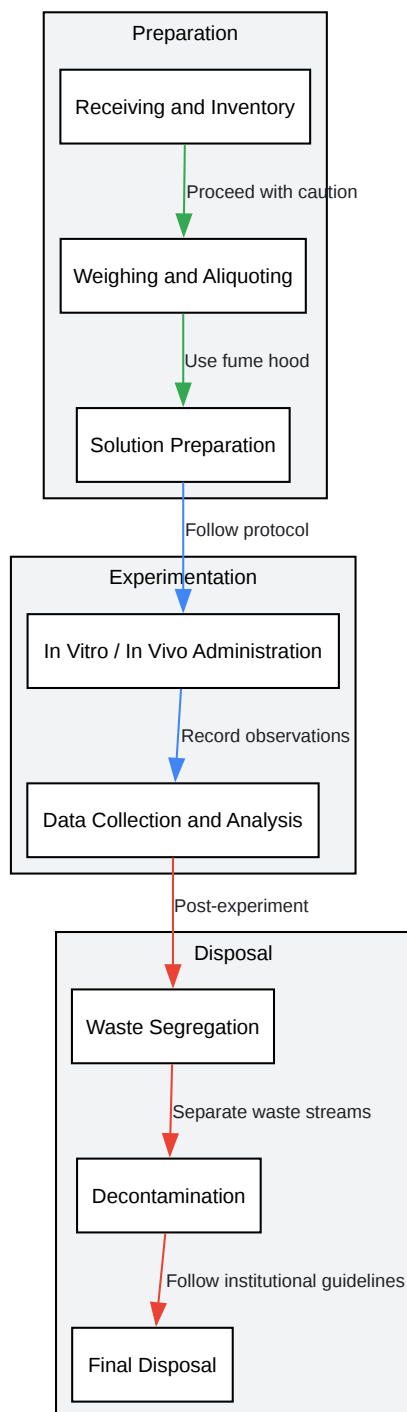 Preparation
Receiving and Inventory
Proceed with caution
Weighing and Aliquoting
Use fume hood
Solution Preparation
Follow protocol
Experimentation
In Vitro / In Vivo Administration
Record observations
Data Collection and Analysis
Post-experiment
Disposal
Waste Segregation
Separate waste streams
Decontamination
Follow institutional guidelines
Final Disposal